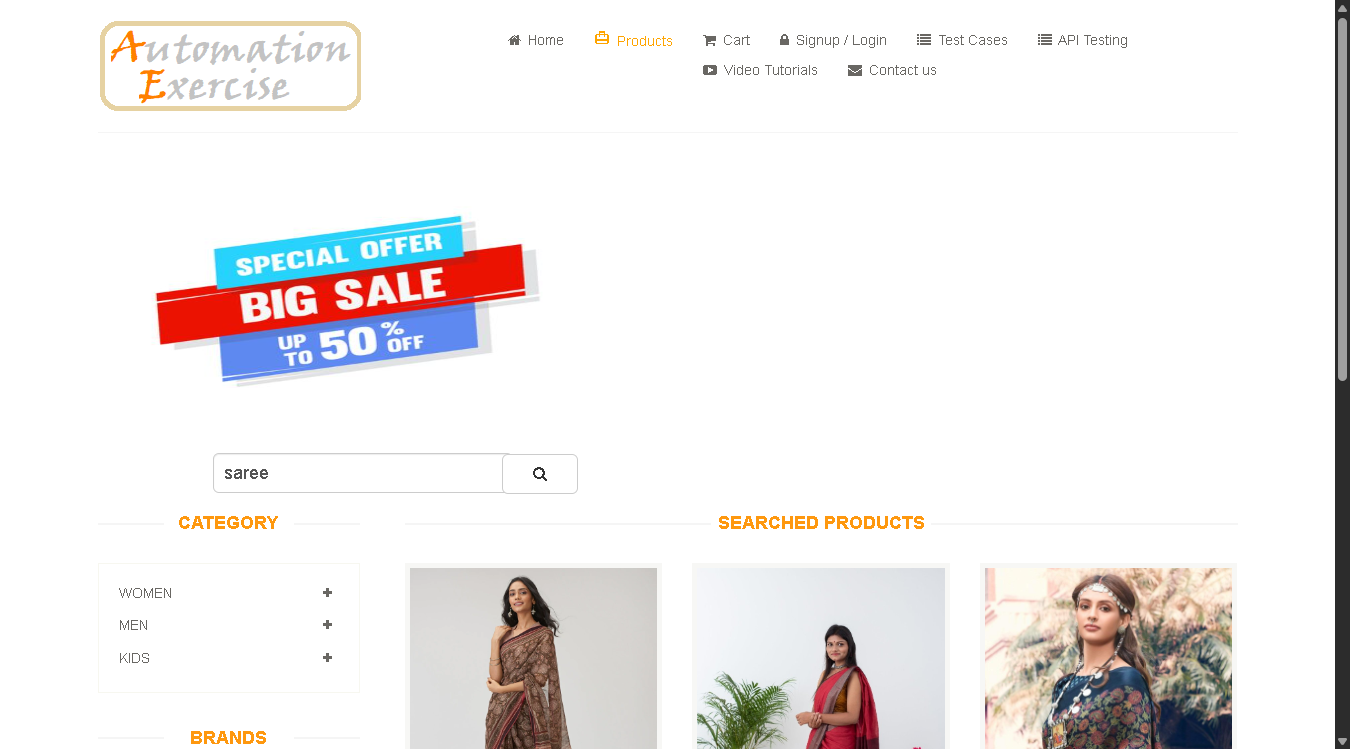 Automation
Exercise
Home
Products
Cart
Signup / Login
Test Cases
API Testing
Video Tutorials
Contact us
SPECIAL OFFER
BIG SALE
UP TO 50% OFF
saree
CATEGORY
SEARCHED PRODUCTS
WOMEN
MEN
KIDS
BRANDS